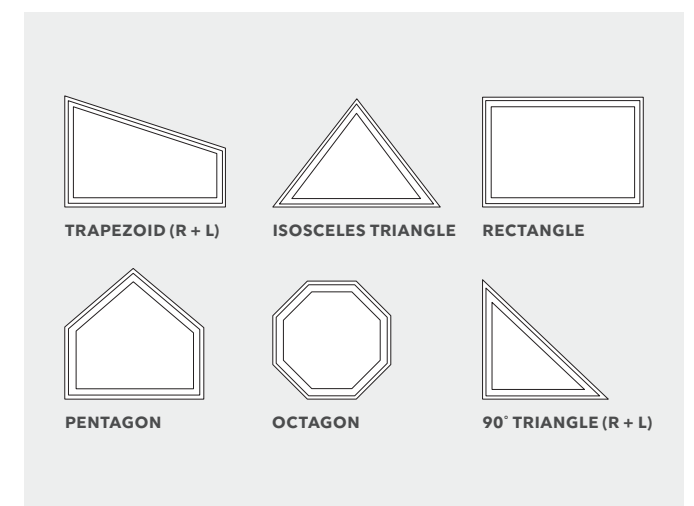 TRAPEZOID (R + L)
ISOSCELES TRIANGLE
RECTANGLE
PENTAGON
OCTAGON
90° TRIANGLE (R + L)